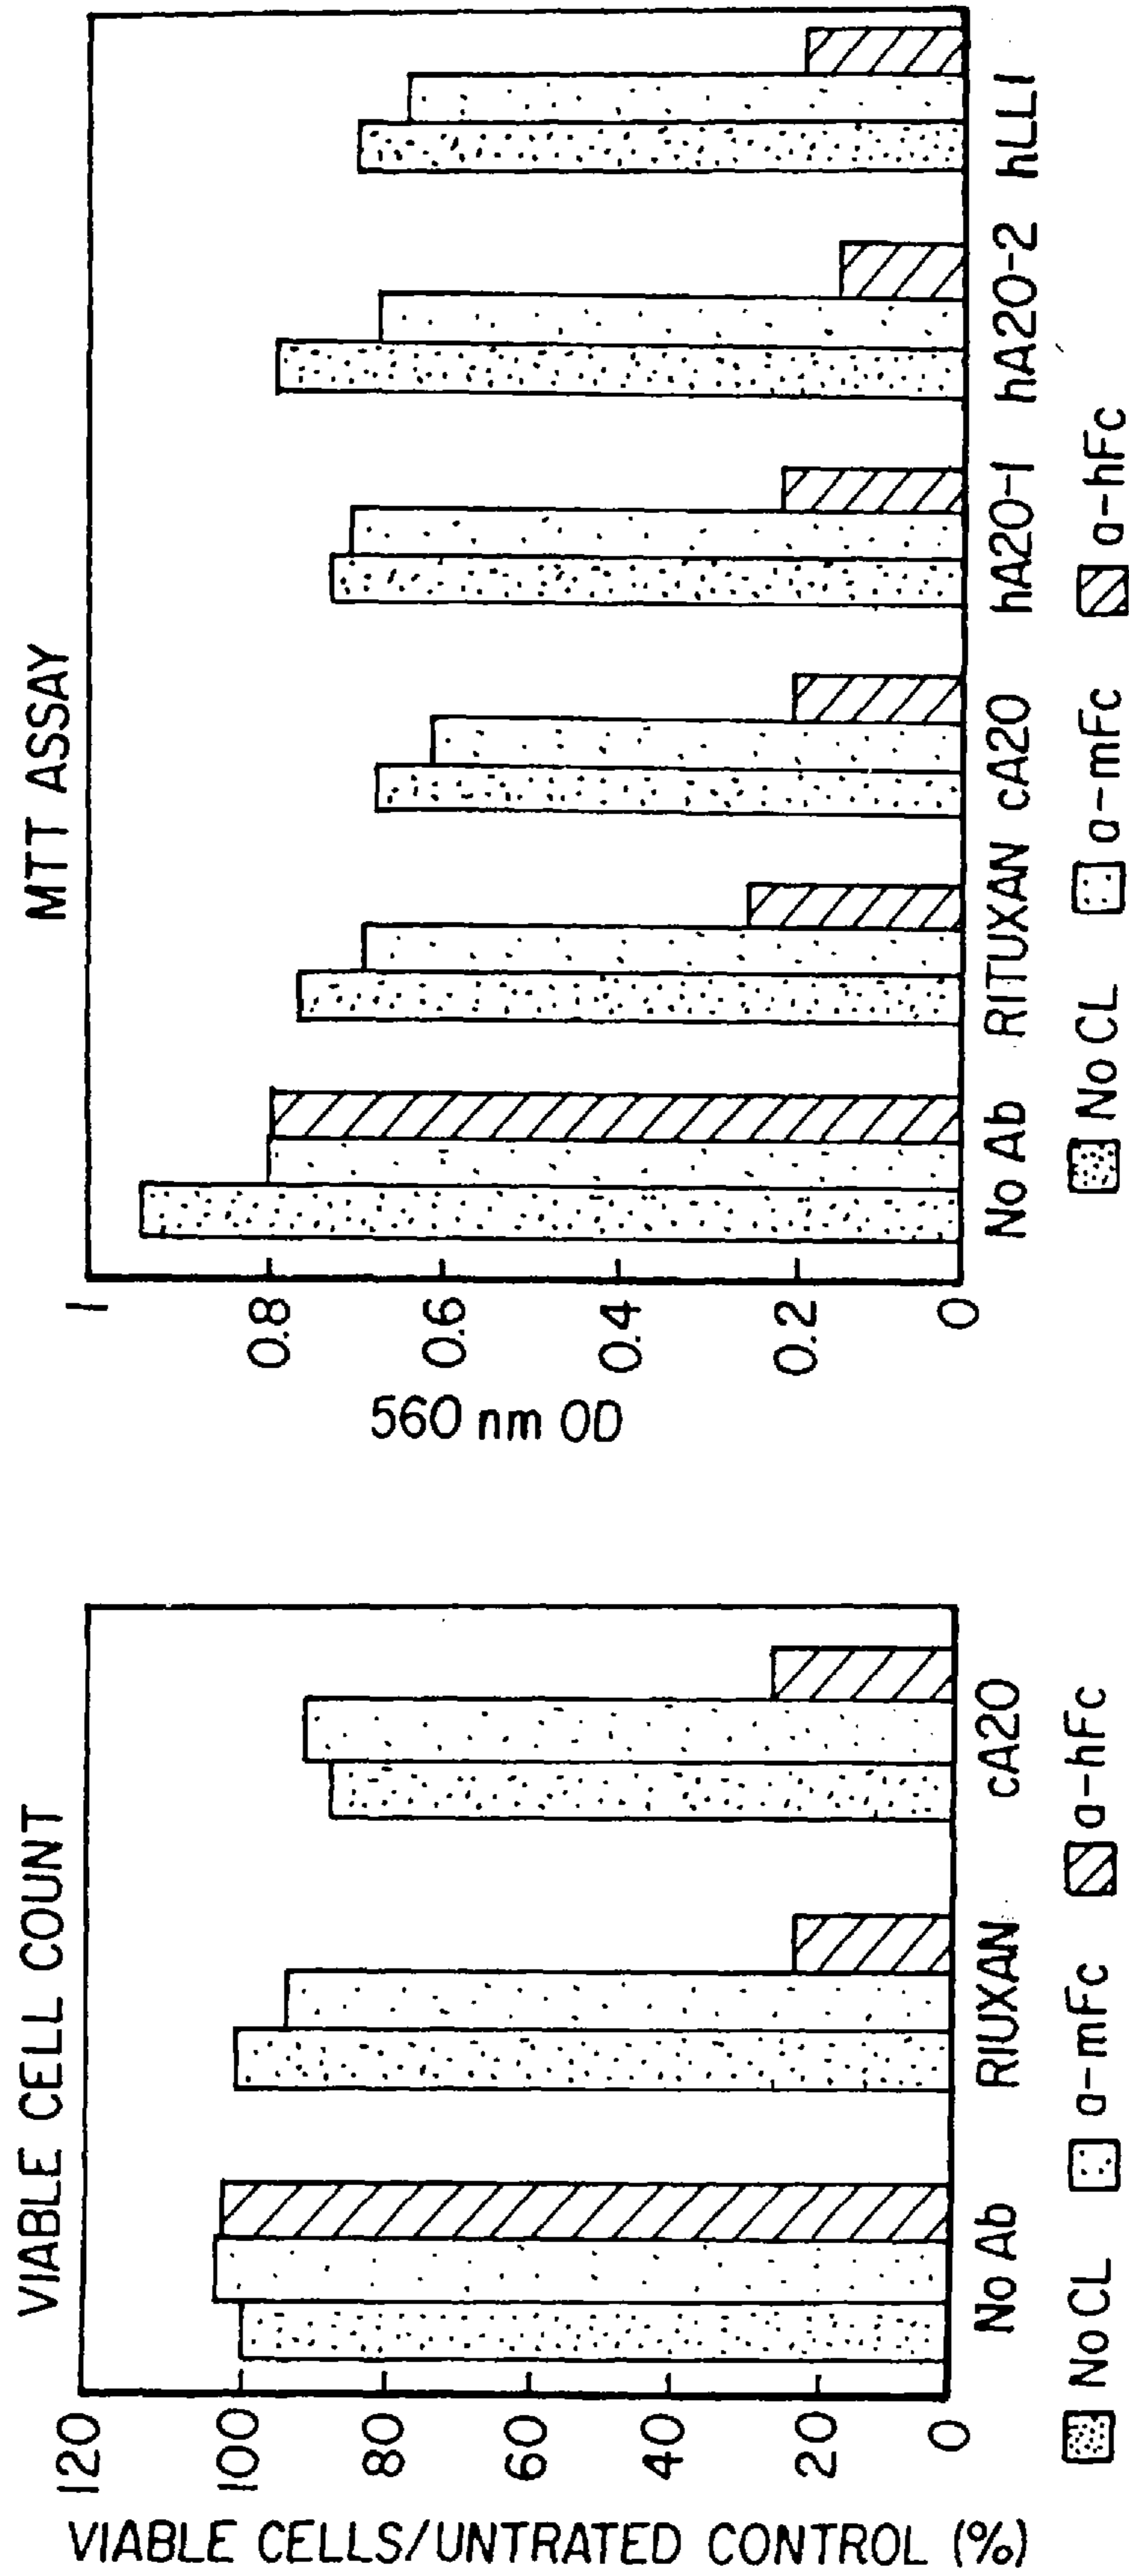 VIABLE CELL COUNT
VIABLE CELLS/UNTRATED CONTROL (%)
120
100
80
60
40
20
0
No Ab RIUXAN cA20
No CL a-mFc a-hFc
MTT ASSAY
560 nm OD
1
0.8
0.6
0.4
0.2
0
No Ab RITUXAN cA20 hA20-1 hA20-2 hLL1
No CL a-mFc a-hFc